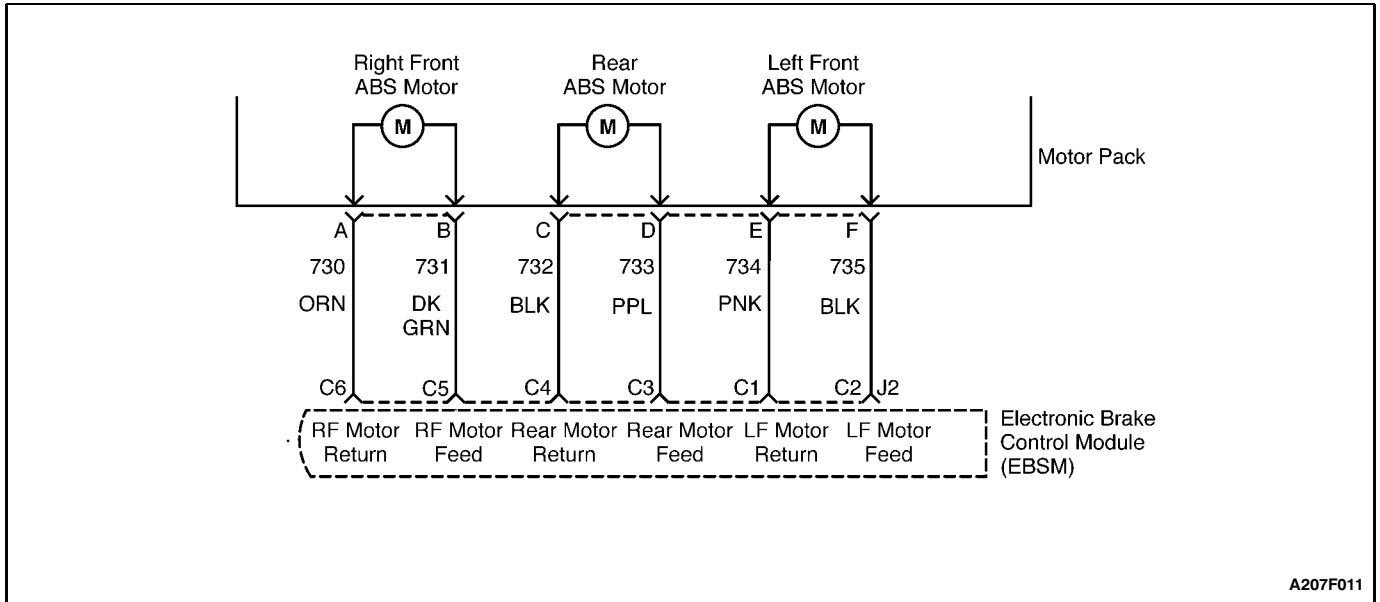 Right Front
ABS Motor
Rear
ABS Motor
Left Front
ABS Motor
M
M
M
Motor Pack
A B C D E F
730 731 732 733 734 735
ORN DK GRN BLK PPL PNK BLK
C6 C5 C4 C3 C1 C2 J2
RF Motor
Return
RF Motor
Feed
Rear Motor
Return
Rear Motor
Feed
LF Motor
Return
LF Motor
Feed
Electronic Brake
Control Module
(EBSM)
A207F011